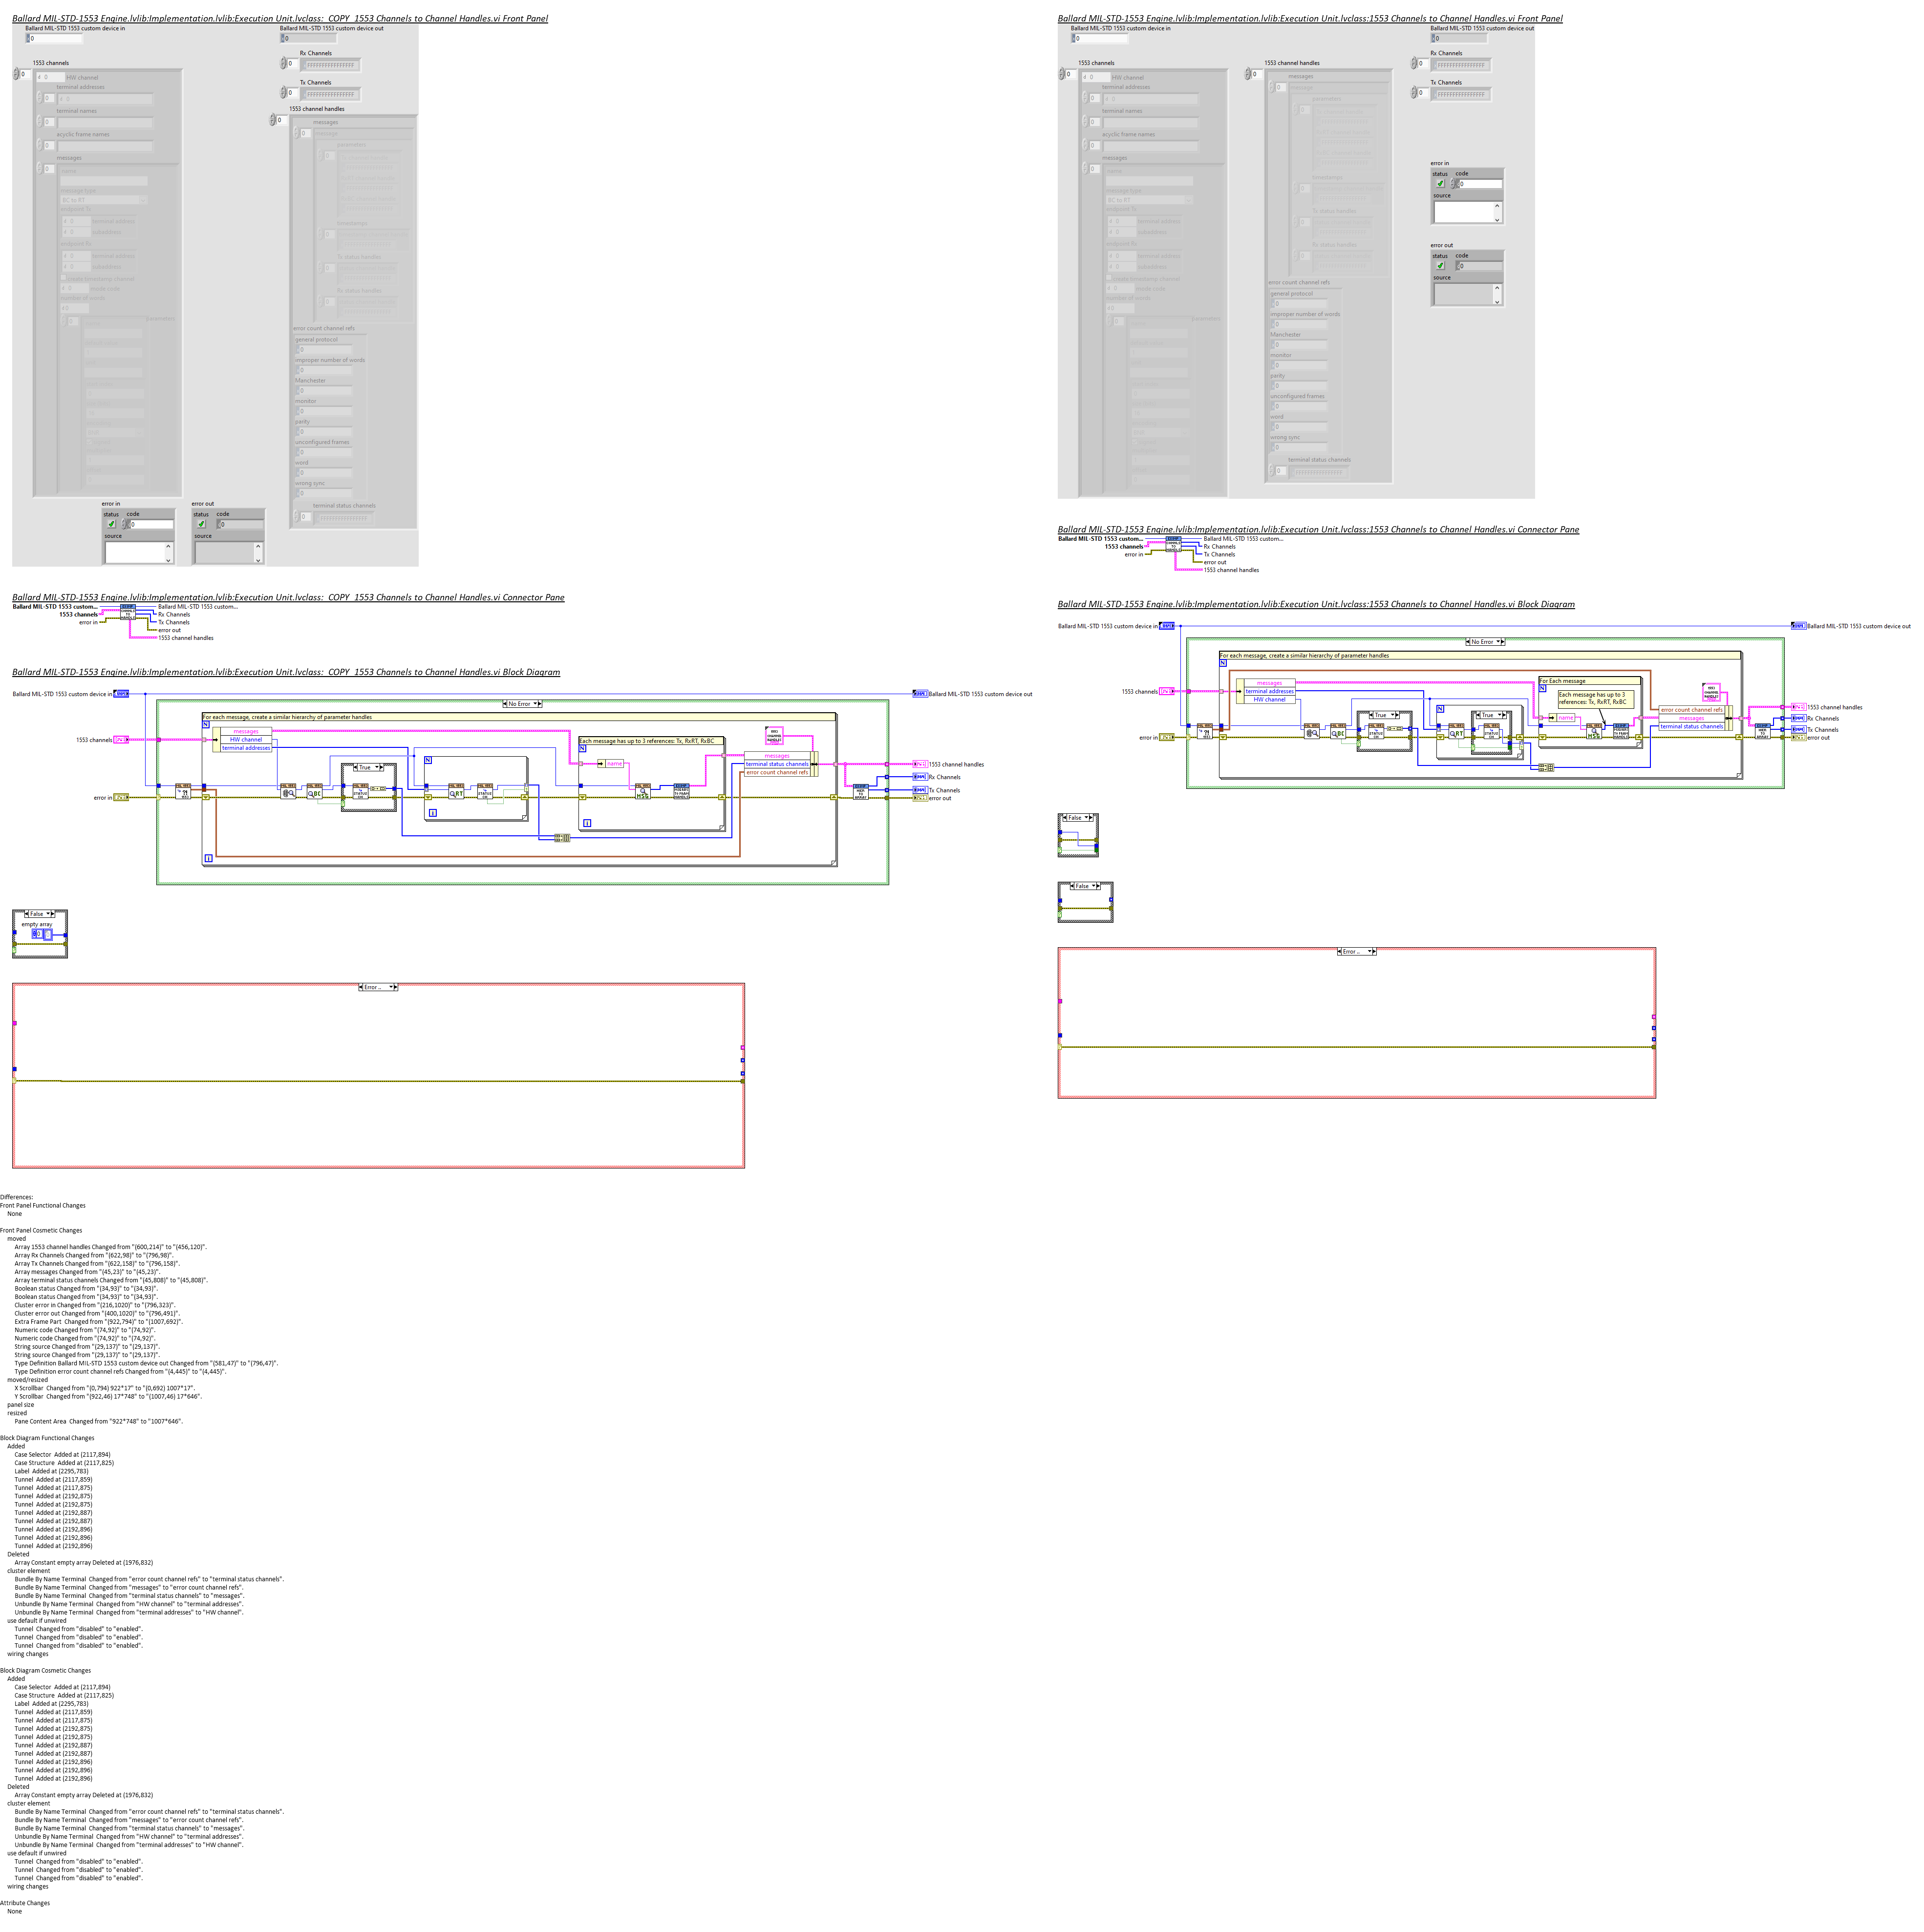 Ballard MIL-STD-1553 Engine.lvlib:Implementation.lvlib:Execution Unit.lvclass:_COPY_1553 Channels to Channel Handles.vi Front Panel
Ballard MIL-STD 1553 custom device in
Ballard MIL-STD 1553 custom device out
Rx Channels
Tx Channels
1553 channels
HW channel
terminal addresses
terminal names
acyclic frame names
messages
name
message type
BC to RT
endpoint Tx
terminal address
subaddress
endpoint Rx
terminal address
mode code
number of words
1553 channel handles
messages
message
parameters
timestamps
Tx status handles
Rx status handles
error count channel refs
general protocol
improper number of words
Manchester
monitor
parity
unconfigured frames
word
wrong sync
terminal status channels
error in
status code
source
error out
status code
source
Ballard MIL-STD-1553 Engine.lvlib:Implementation.lvlib:Execution Unit.lvclass:_COPY_1553 Channels to Channel Handles.vi Connector Pane
Ballard MIL-STD 1553 custom...
1553 channels
error in
Ballard MIL-STD 1553 custom...
Rx Channels
Tx Channels
error out
1553 channel handles
Ballard MIL-STD-1553 Engine.lvlib:Implementation.lvlib:Execution Unit.lvclass:_COPY_1553 Channels to Channel Handles.vi Block Diagram
Ballard MIL-STD 1553 custom device in
Ballard MIL-STD 1553 custom device out
No Error
For each message, create a similar hierarchy of parameter handles
messages
HW channel
terminal addresses
1553 channels
error in
True
Each message has up to 3 references: Tx, RxRT, RxBC
name
messages
terminal status channels
error count channel refs
1553 channel handles
Rx Channels
Tx Channels
error out
False
empty array
Error
Ballard MIL-STD-1553 Engine.lvlib:Implementation.lvlib:Execution Unit.lvclass:1553 Channels to Channel Handles.vi Front Panel
Ballard MIL-STD 1553 custom device in
Ballard MIL-STD 1553 custom device out
Rx Channels
Tx Channels
1553 channels
HW channel
terminal addresses
terminal names
acyclic frame names
messages
name
message type
BC to RT
1553 channel handles
messages
message
parameters
timestamps
Tx status handles
Rx status handles
error count channel refs
general protocol
improper number of words
Manchester
monitor
parity
unconfigured frames
word
wrong sync
terminal status channels
error in
status code
source
error out
status code
source
Ballard MIL-STD-1553 Engine.lvlib:Implementation.lvlib:Execution Unit.lvclass:1553 Channels to Channel Handles.vi Connector Pane
Ballard MIL-STD 1553 custom...
1553 channels
error in
Ballard MIL-STD 1553 custom...
Rx Channels
Tx Channels
error out
1553 channel handles
Ballard MIL-STD-1553 Engine.lvlib:Implementation.lvlib:Execution Unit.lvclass:1553 Channels to Channel Handles.vi Block Diagram
Ballard MIL-STD 1553 custom device in
Ballard MIL-STD 1553 custom device out
No Error
For each message, create a similar hierarchy of parameter handles
messages
terminal addresses
HW channel
1553 channels
error in
True
True
For Each message
Each message has up to 3
references: Tx, RxRT, RxBC
name
error count channel refs
messages
terminal status channels
1553 channel handles
Rx Channels
Tx Channels
error out
False
False
Error
Differences:
Front Panel Functional Changes
None
Front Panel Cosmetic Changes
moved
Array 1553 channel handles Changed from "(600,214)" to "(456,120)".
Array Rx Channels Changed from "(622,98)" to "(796,98)".
Array Tx Channels Changed from "(622,158)" to "(796,158)".
Array messages Changed from "(45,23)" to "(45,23)".
Array terminal status channels Changed from "(45,808)" to "(45,808)".
Boolean status Changed from "(34,93)" to "(34,93)".
Boolean status Changed from "(34,93)" to "(34,93)".
Cluster error in Changed from "(216,1020)" to "(796,323)".
Cluster error out Changed from "(400,1020)" to "(796,491)".
Extra Frame Part Changed from "(922,794)" to "(1007,692)".
Numeric code Changed from "(74,92)" to "(74,92)".
Numeric code Changed from "(74,92)" to "(74,92)".
String source Changed from "(29,137)" to "(29,137)".
String source Changed from "(29,137)" to "(29,137)".
Type Definition Ballard MIL-STD 1553 custom device out Changed from "(581,47)" to "(796,47)".
Type Definition error count channel refs Changed from "(4,445)" to "(4,445)".
moved/resized
X Scrollbar Changed from "(0,794) 922*17" to "(0,692) 1007*17".
Y Scrollbar Changed from "(922,46) 17*748" to "(1007,46) 17*646".
panel size
resized
Pane Content Area Changed from "922*748" to "1007*646".
Block Diagram Functional Changes
Added
Case Selector Added at (2117,894)
Case Structure Added at (2117,825)
Label Added at (2295,783)
Tunnel Added at (2117,859)
Tunnel Added at (2117,875)
Tunnel Added at (2192,875)
Tunnel Added at (2192,875)
Tunnel Added at (2192,887)
Tunnel Added at (2192,887)
Tunnel Added at (2192,896)
Tunnel Added at (2192,896)
Tunnel Added at (2192,896)
Deleted
Array Constant empty array Deleted at (1976,832)
cluster element
Bundle By Name Terminal Changed from "error count channel refs" to "terminal status channels".
Bundle By Name Terminal Changed from "messages" to "error count channel refs".
Bundle By Name Terminal Changed from "terminal status channels" to "messages".
Unbundle By Name Terminal Changed from "HW channel" to "terminal addresses".
Unbundle By Name Terminal Changed from "terminal addresses" to "HW channel".
use default if unwired
Tunnel Changed from "disabled" to "enabled".
Tunnel Changed from "disabled" to "enabled".
Tunnel Changed from "disabled" to "enabled".
wiring changes
Block Diagram Cosmetic Changes
Added
Case Selector Added at (2117,894)
Case Structure Added at (2117,825)
Label Added at (2295,783)
Tunnel Added at (2117,859)
Tunnel Added at (2117,875)
Tunnel Added at (2192,875)
Tunnel Added at (2192,875)
Tunnel Added at (2192,887)
Tunnel Added at (2192,887)
Tunnel Added at (2192,896)
Tunnel Added at (2192,896)
Tunnel Added at (2192,896)
Deleted
Array Constant empty array Deleted at (1976,832)
cluster element
Bundle By Name Terminal Changed from "error count channel refs" to "terminal status channels".
Bundle By Name Terminal Changed from "messages" to "error count channel refs".
Bundle By Name Terminal Changed from "terminal status channels" to "messages".
Unbundle By Name Terminal Changed from "HW channel" to "terminal addresses".
Unbundle By Name Terminal Changed from "terminal addresses" to "HW channel".
use default if unwired
Tunnel Changed from "disabled" to "enabled".
Tunnel Changed from "disabled" to "enabled".
Tunnel Changed from "disabled" to "enabled".
wiring changes
Attribute Changes
None